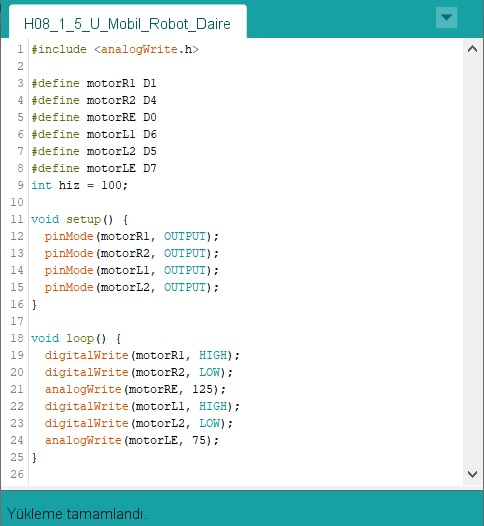 H08_1_5_U_Mobil_Robot_Daire
1 #include <analogWrite.h>
2
3 #define motorR1 D1
4 #define motorR2 D4
5 #define motorRE D0
6 #define motorL1 D6
7 #define motorL2 D5
8 #define motorLE D7
9 int hiz = 100;
10
11 void setup() {
12 pinMode(motorR1, OUTPUT);
13 pinMode(motorR2, OUTPUT);
14 pinMode(motorL1, OUTPUT);
15 pinMode(motorL2, OUTPUT);
16 }
17
18 void loop() {
19 digitalWrite(motorR1, HIGH);
20 digitalWrite(motorR2, LOW);
21 analogWrite(motorRE, 125);
22 digitalWrite(motorL1, HIGH);
23 digitalWrite(motorL2, LOW);
24 analogWrite(motorLE, 75);
25 }
26
Yükleme tamamlandı.